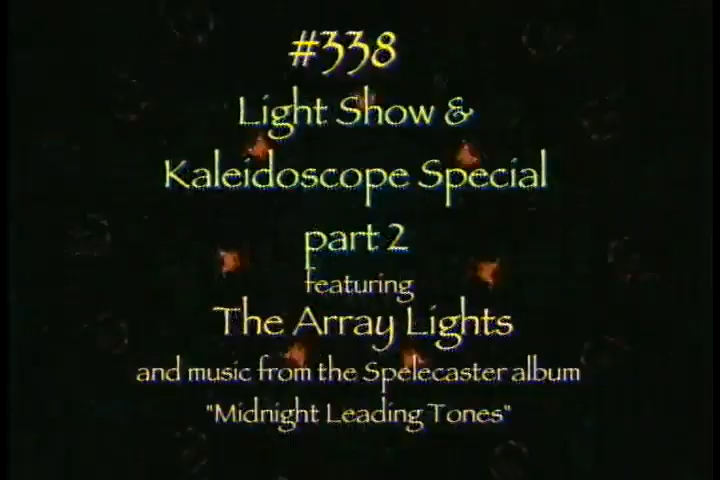 #338
Light Show &
Kaleidoscope Special
part 2
featuring
The Array Lights
and music from the Spelecaster album
"Midnight Leading Tones"